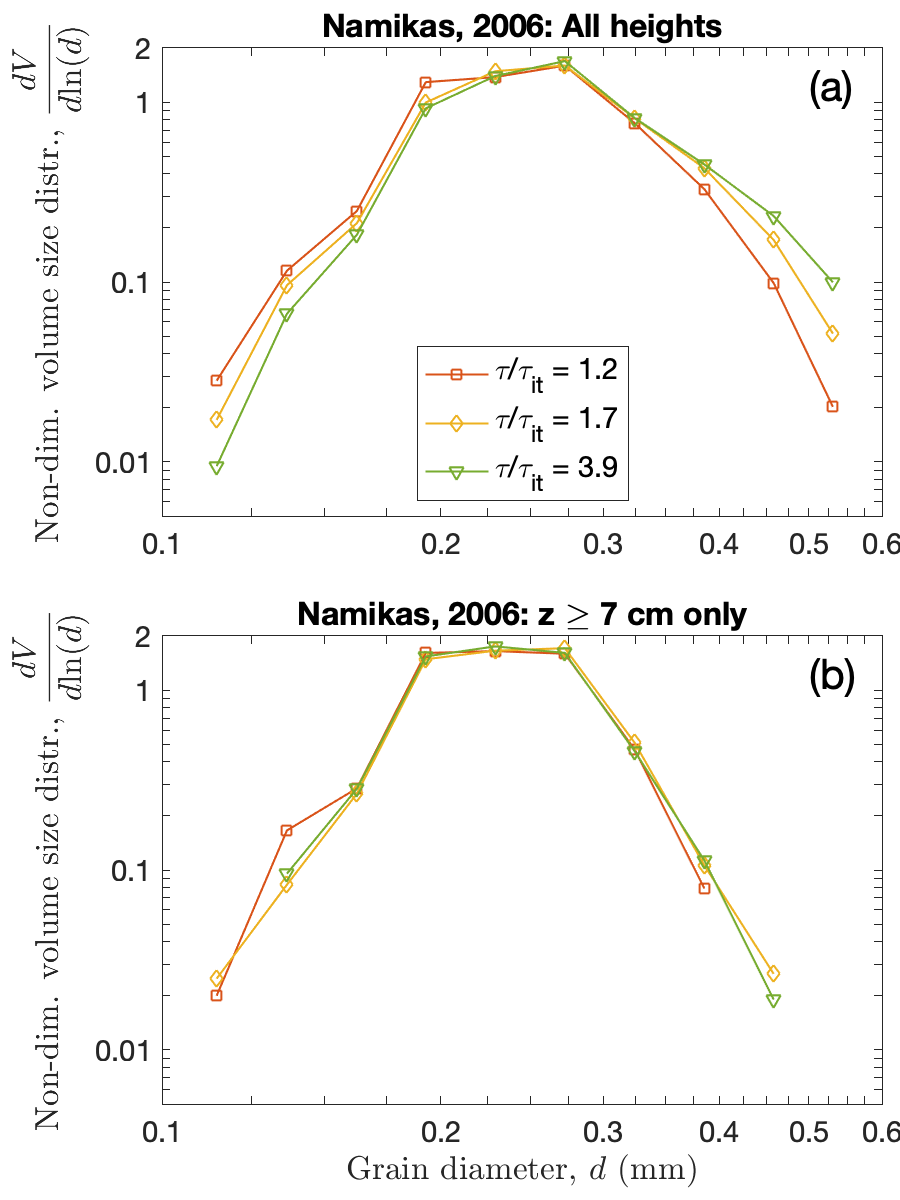 Namikas, 2006: All heights
(a)
Non-dim. volume size distr., dV/dln(d)
2
1
0.1
0.01
τ/τit = 1.2
τ/τit = 1.7
τ/τit = 3.9
0.1 0.2 0.3 0.4 0.5 0.6
Namikas, 2006: z ≥ 7 cm only
(b)
Non-dim. volume size distr., dV/dln(d)
2
1
0.1
0.01
0.1 0.2 0.3 0.4 0.5 0.6
Grain diameter, d (mm)